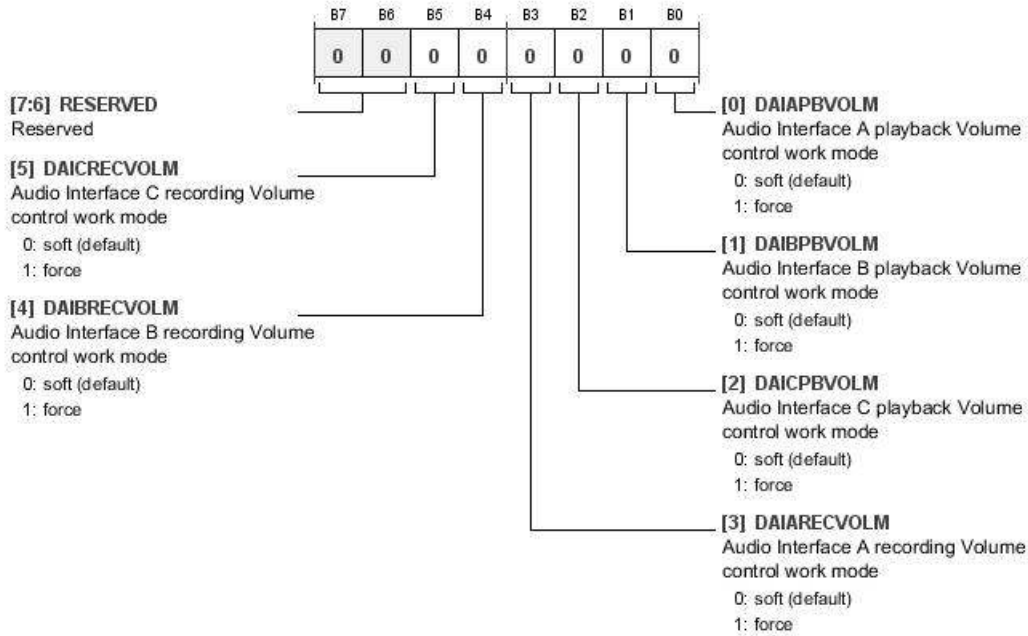 B7 B6 B5 B4 B3 B2 B1 B0
0 0 0 0 0 0 0 0
[7:6] RESERVED
Reserved
[5] DAICRECVOLM
Audio Interface C recording Volume
control work mode
0: soft (default)
1: force
[4] DAIBRECVOLM
Audio Interface B recording Volume
control work mode
0: soft (default)
1: force
[0] DAIAPBVOLM
Audio Interface A playback Volume
control work mode
0: soft (default)
1: force
[1] DAIBPBVOLM
Audio Interface B playback Volume
control work mode
0: soft (default)
1: force
[2] DAICPBVOLM
Audio Interface C playback Volume
control work mode
0: soft (default)
1: force
[3] DAIARECVOLM
Audio Interface A recording Volume
control work mode
0: soft (default)
1: force